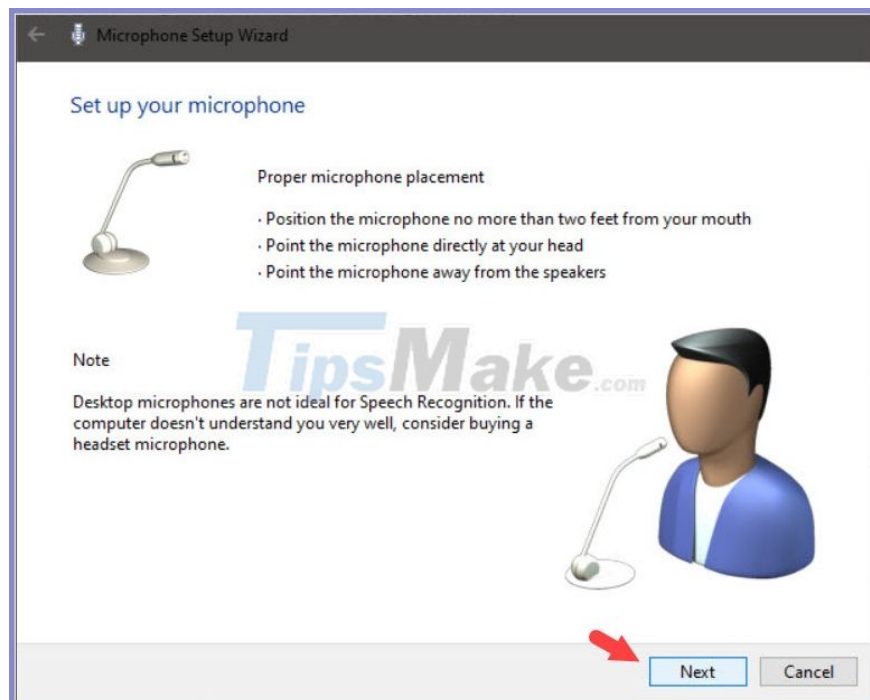 Microphone Setup Wizard
Set up your microphone
Proper microphone placement
· Position the microphone no more than two feet from your mouth
· Point the microphone directly at your head
· Point the microphone away from the speakers
TipsMake.com
Note
Desktop microphones are not ideal for Speech Recognition. If the
computer doesn't understand you very well, consider buying a
headset microphone.
Next
Cancel